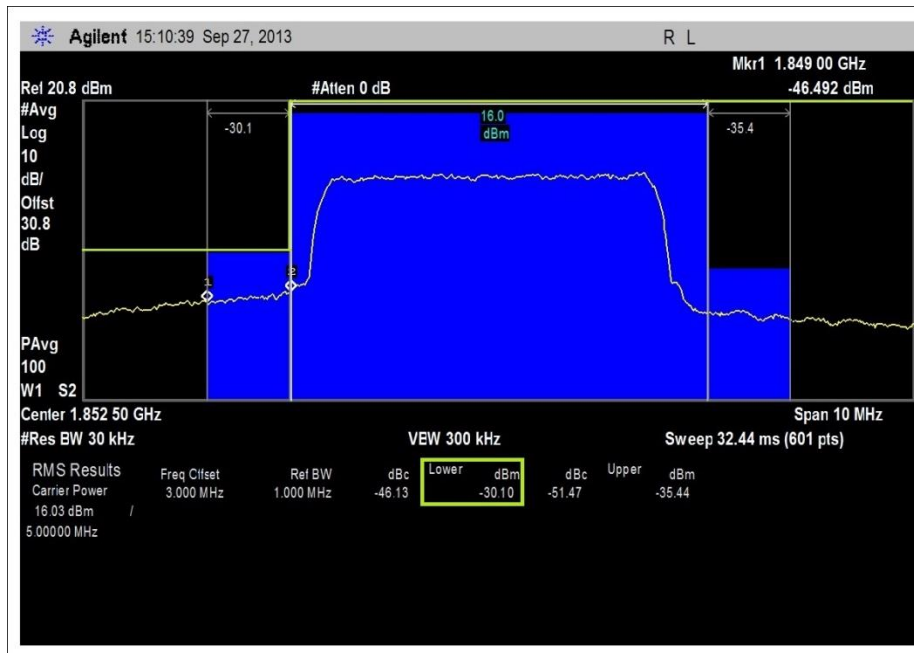 Agilent 15:10:39 Sep 27, 2013 R L
Mkr1 1.849 00 GHz
Rel 20.8 dBm #Atten 0 dB -46.492 dBm
#Avg
Log
10
dB/
Offst
30.8
dB
-30.1
16.0
dBm
-35.4
1
2
PAvg
100
W1 S2
Center 1.852 50 GHz Span 10 MHz
#Res BW 30 kHz VBW 300 kHz Sweep 32.44 ms (601 pts)
RMS Results Freq Offset Ref BW dBc Lower dBm dBc Upper dBm
Carrier Power 3.000 MHz 1.000 MHz -46.13 -30.10 -51.47 -35.44
16.03 dBm /
5.00000 MHz